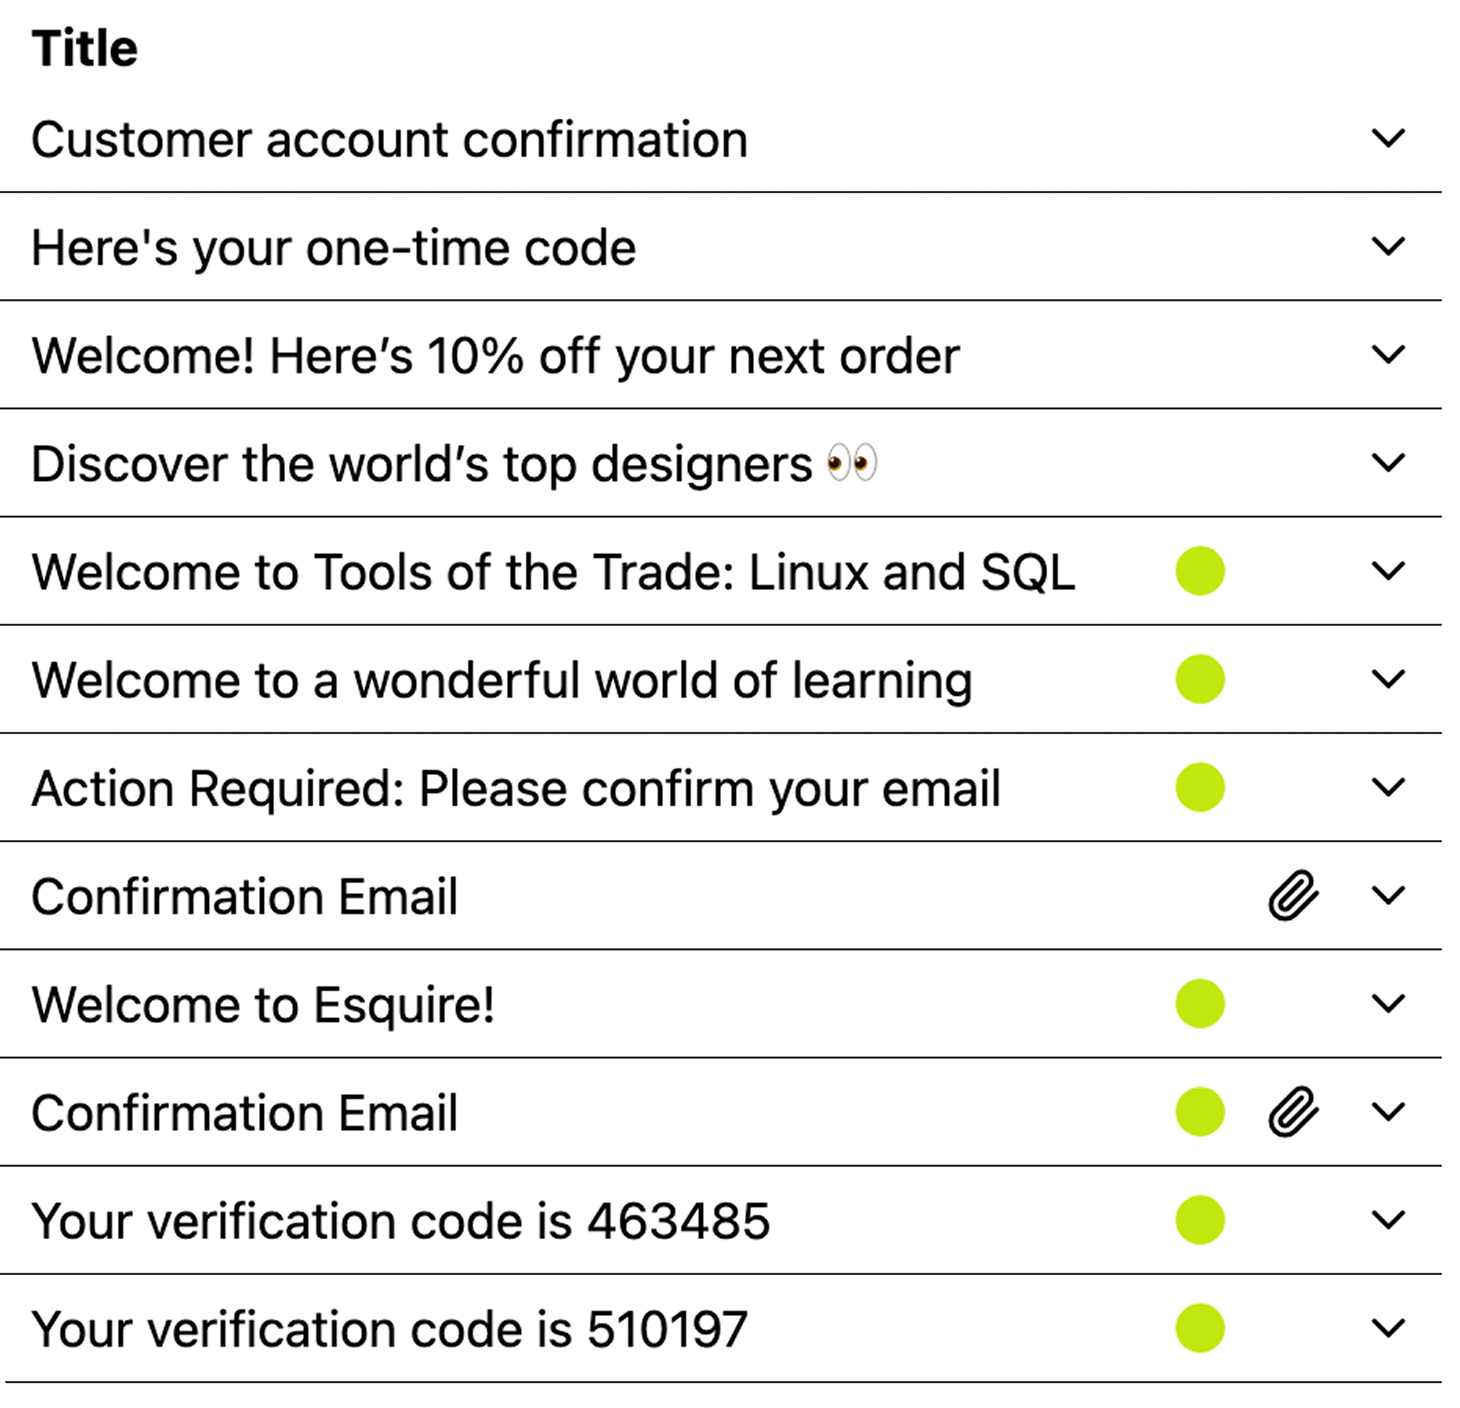 Title
Customer account confirmation
Here's your one-time code
Welcome! Here’s 10% off your next order
Discover the world’s top designers 👀
Welcome to Tools of the Trade: Linux and SQL
Welcome to a wonderful world of learning
Action Required: Please confirm your email
Confirmation Email
Welcome to Esquire!
Confirmation Email
Your verification code is 463485
Your verification code is 510197